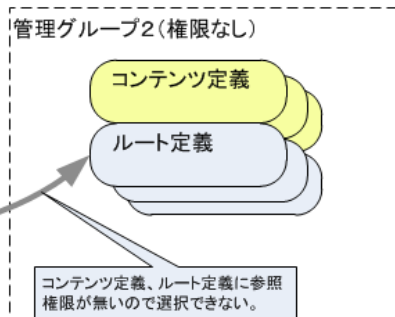 管理グループ2(権限なし)
コンテンツ定義
ルート定義
コンテンツ定義、ルート定義に参照
権限が無いので選択できない。